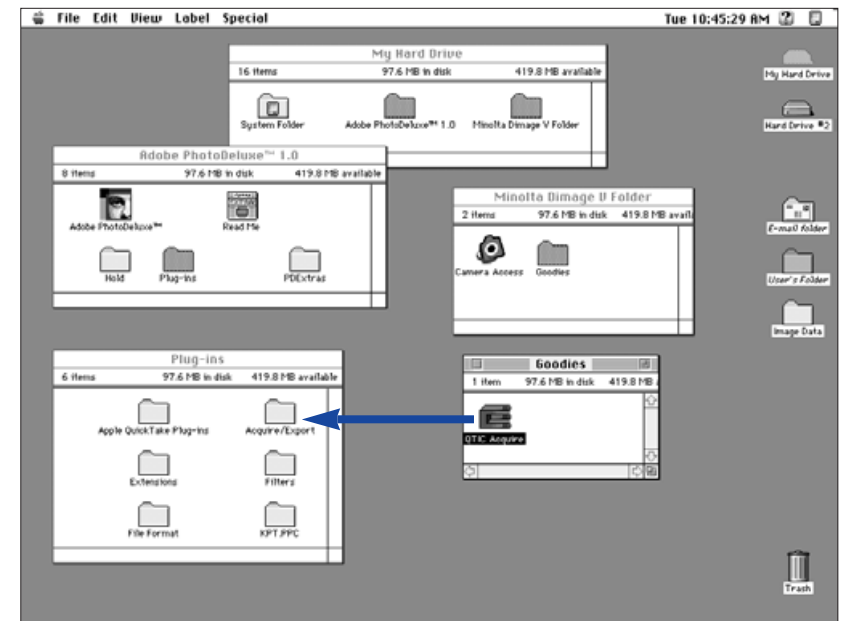 File Edit View Label Special Tue 10:45:29 AM
My Hard Drive
16 items 97.6 MB in disk 419.8 MB available
System Folder Adobe PhotoDeluxe™ 1.0 Minolta Dimage V Folder
My Hard Drive
Hard Drive #2
Adobe PhotoDeluxe™ 1.0
8 items 97.6 MB in disk 419.8 MB available
Adobe PhotoDeluxe™ Read Me
Hold Plug-ins PDExtras
Minolta Dimage V Folder
2 items 97.6 MB in disk 419.8 MB availa
Camera Access Goodies
E-mail folder
User's Folder
Image Data
Plug-ins
6 items 97.6 MB in disk 419.8 MB available
Apple QuickTake Plug-ins Acquire/Export
Extensions Filters
File Format KPT.PPC
Goodies
1 item 97.6 MB in disk 419.8 MB
QTIC Acquire
Trash